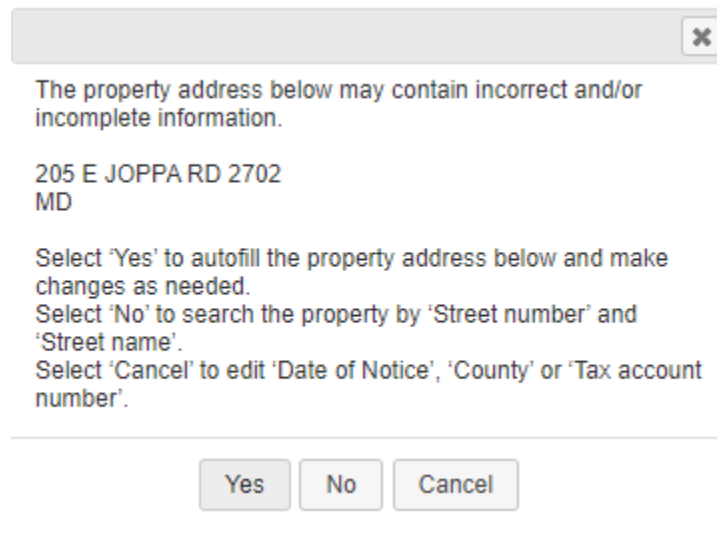 The property address below may contain incorrect and/or
incomplete information.
205 E JOPPA RD 2702
MD
Select ‘Yes’ to autofill the property address below and make
changes as needed.
Select ‘No’ to search the property by ‘Street number’ and
‘Street name’.
Select ‘Cancel’ to edit ‘Date of Notice’, ‘County’ or ‘Tax account
number’.
Yes No Cancel